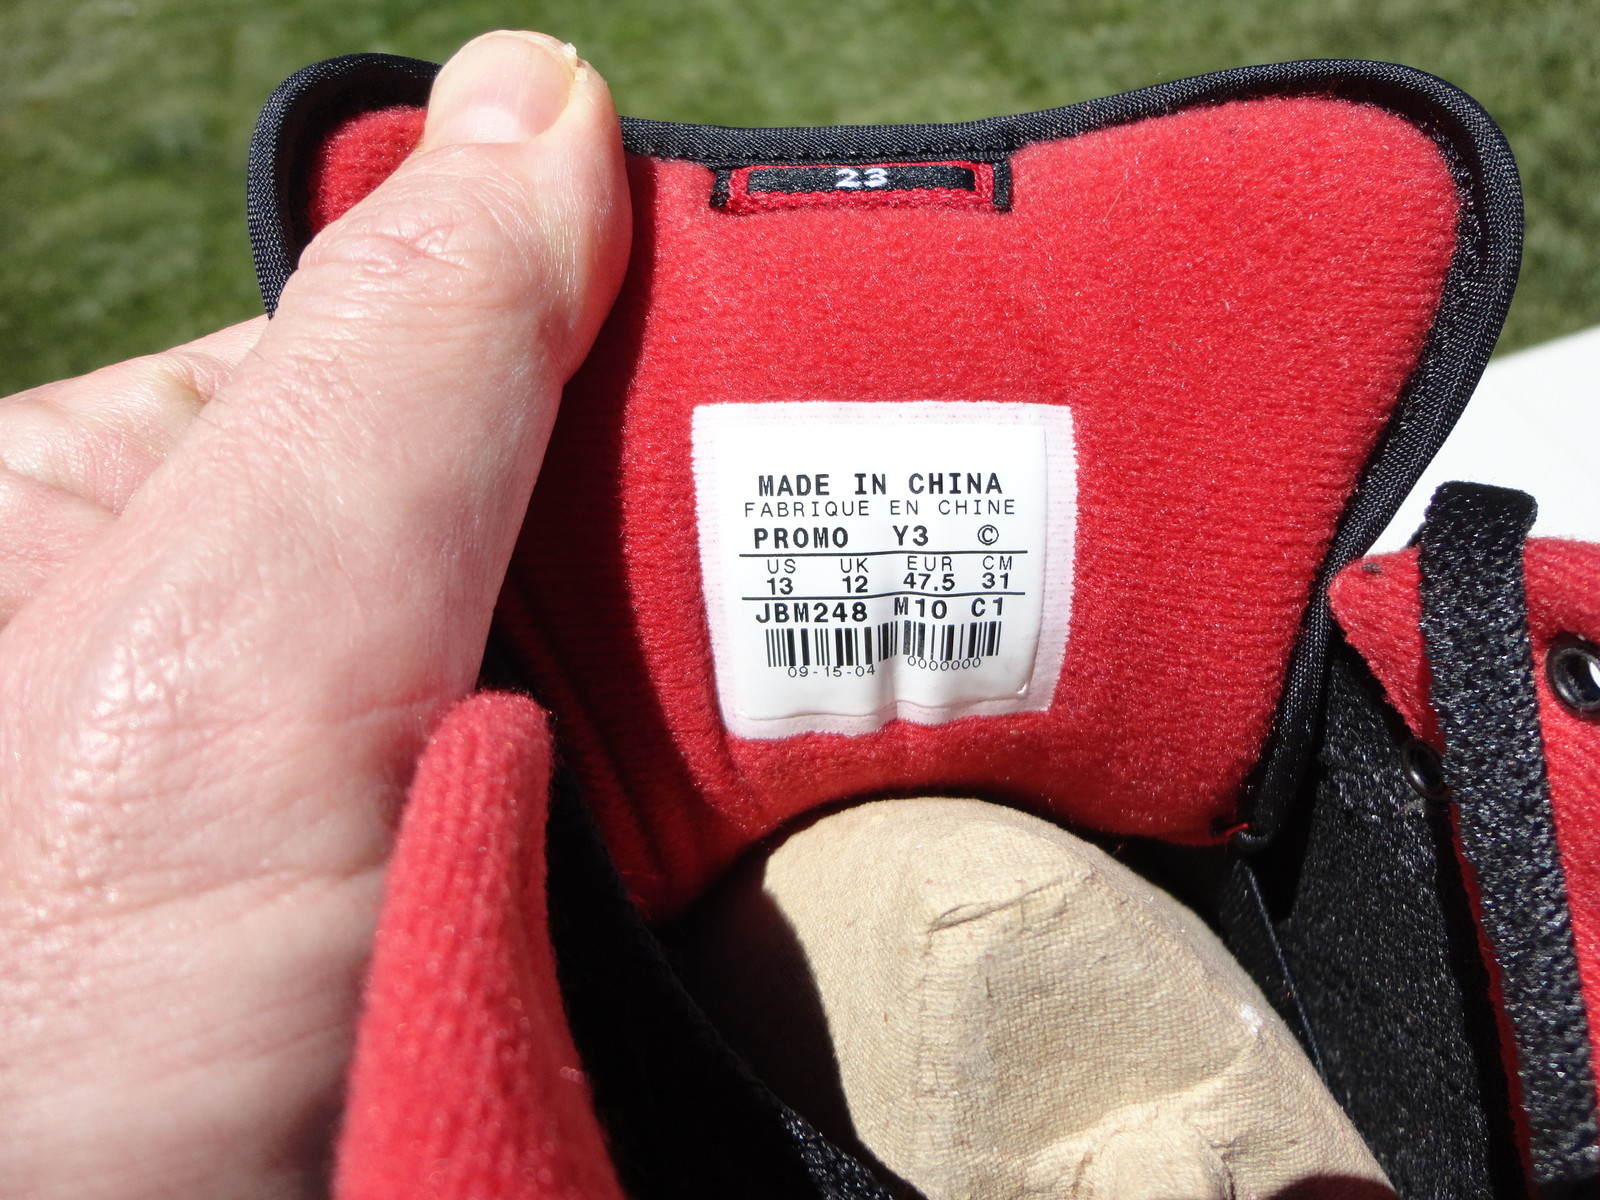 23
MADE IN CHINA
FABRIQUE EN CHINE
PROMO Y3 ©
US UK EUR CM
13 12 47.5 31
JBM248 M10 C1
09-15-04 0000000